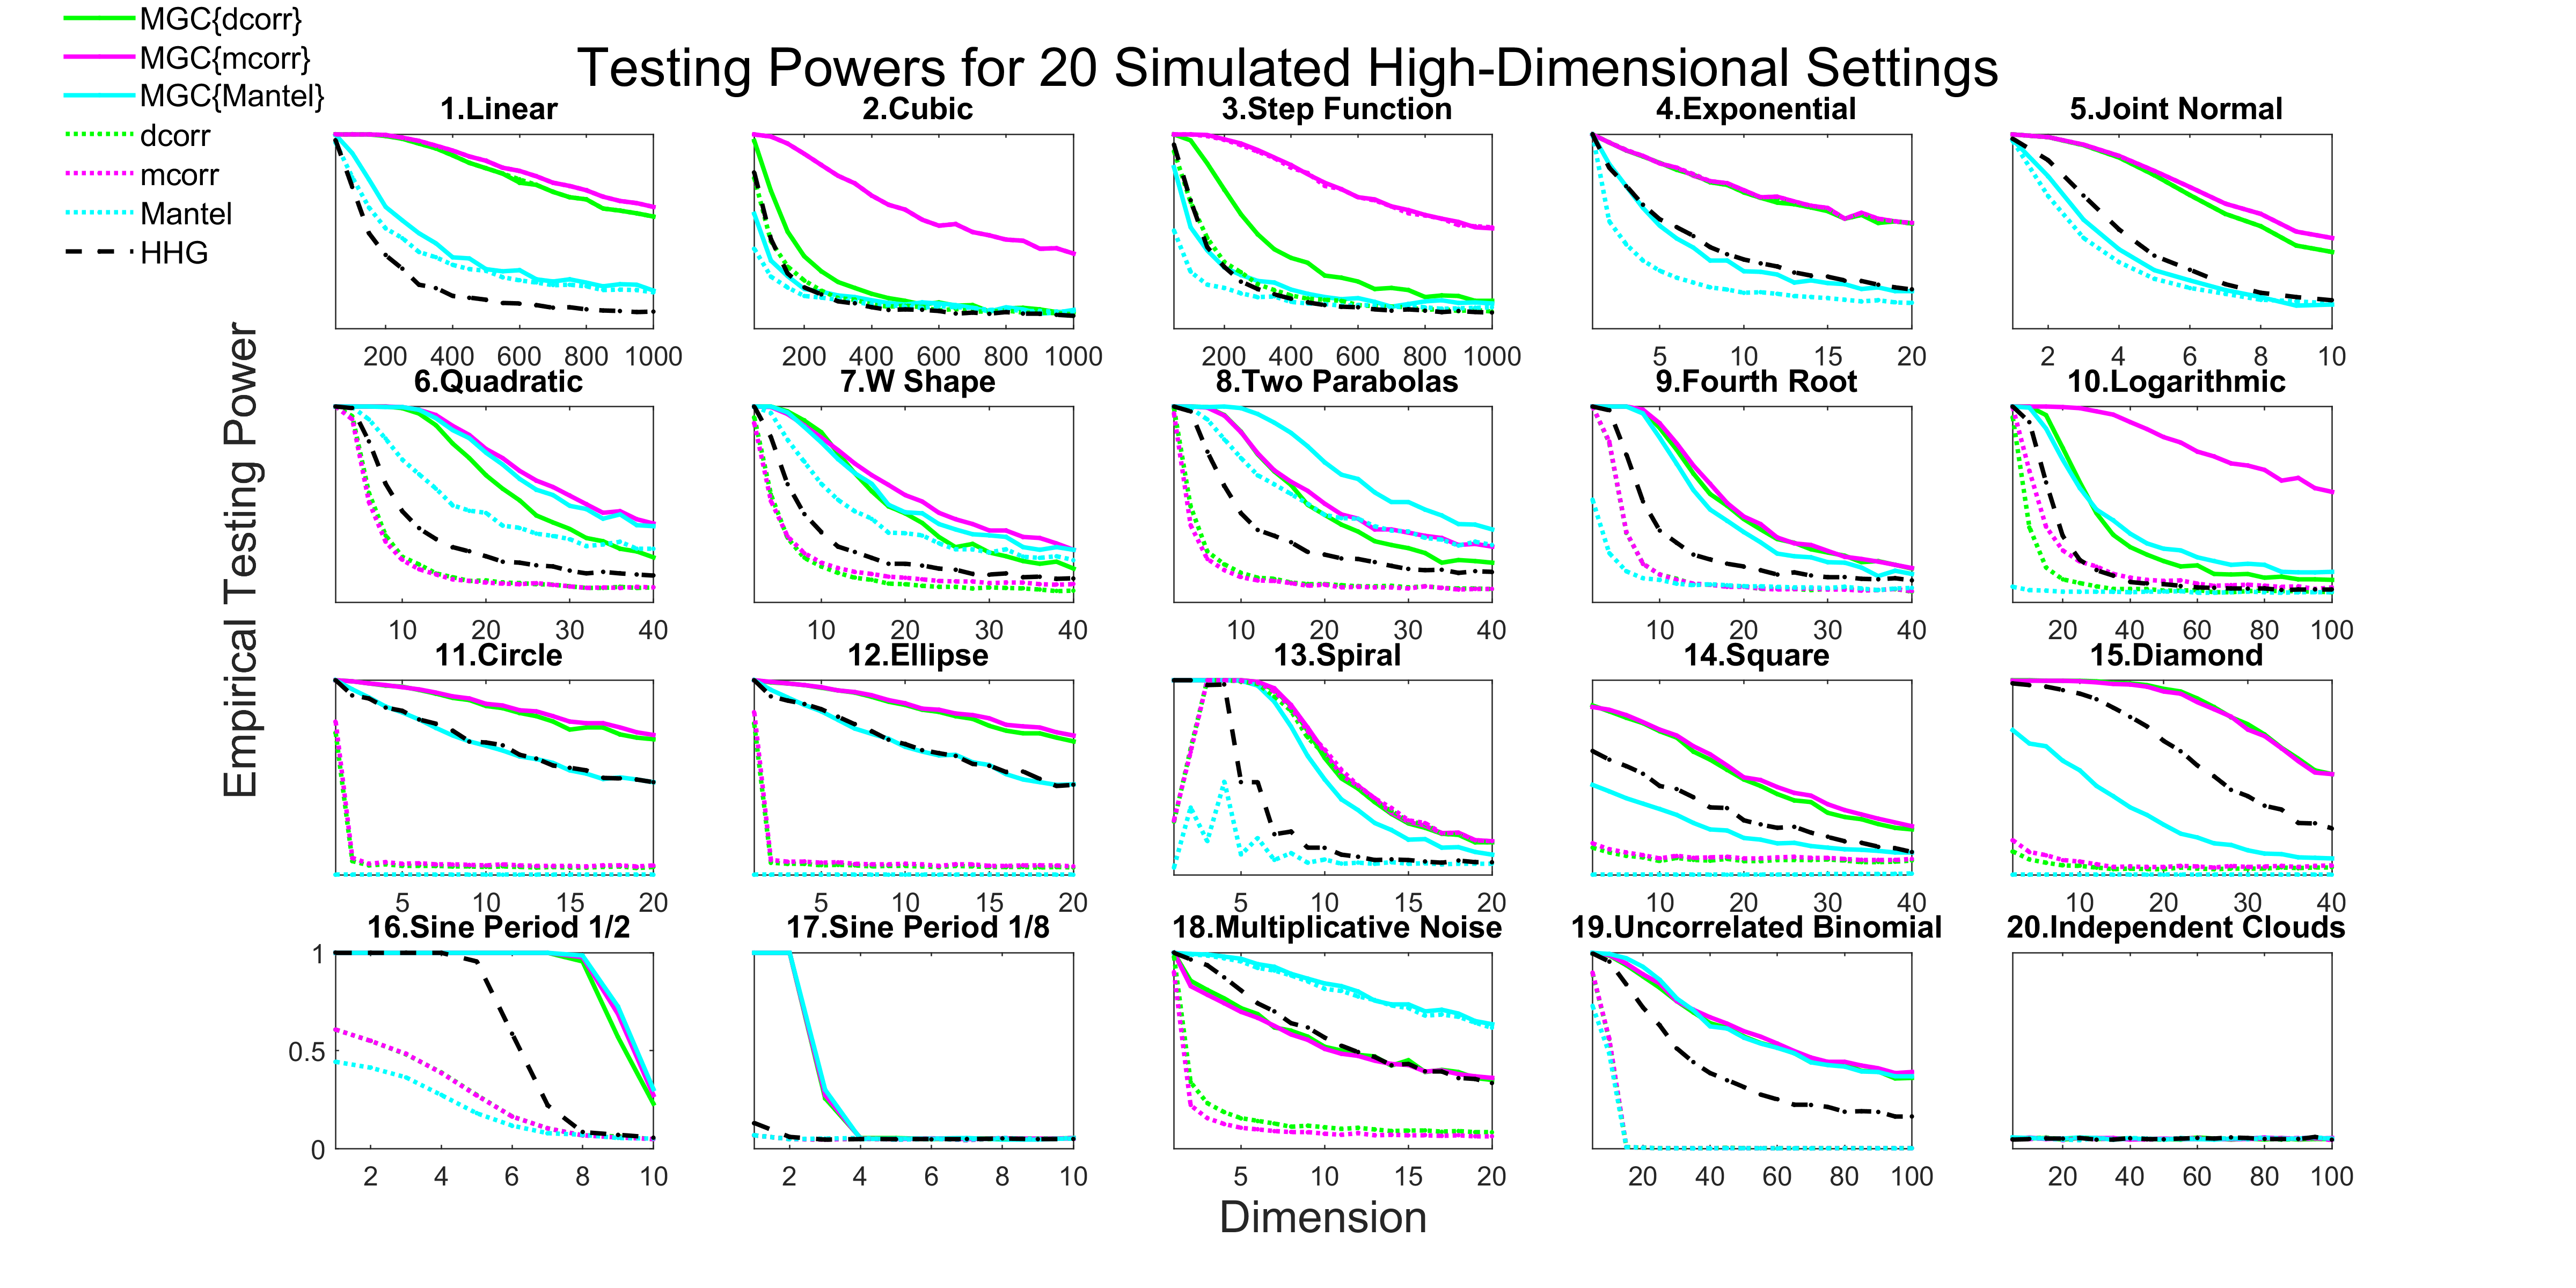 MGC{dcorr}
MGC{mcorr}
MGC{Mantel}
dcorr
mcorr
Mantel
HHG
Testing Powers for 20 Simulated High-Dimensional Settings
1.Linear 2.Cubic 3.Step Function 4.Exponential 5.Joint Normal
200 400 600 800 1000 200 400 600 800 1000 200 400 600 800 1000 5 10 15 20 2 4 6 8 10
6.Quadratic 7.W Shape 8.Two Parabolas 9.Fourth Root 10.Logarithmic
10 20 30 40 10 20 30 40 10 20 30 40 10 20 30 40 20 40 60 80 100
11.Circle 12.Ellipse 13.Spiral 14.Square 15.Diamond
5 10 15 20 5 10 15 20 5 10 15 20 10 20 30 40 10 20 30 40
16.Sine Period 1/2 17.Sine Period 1/8 18.Multiplicative Noise 19.Uncorrelated Binomial 20.Independent Clouds
1
0.5
0
2 4 6 8 10 2 4 6 8 10 5 10 15 20 20 40 60 80 100 20 40 60 80 100
Empirical Testing Power
Dimension